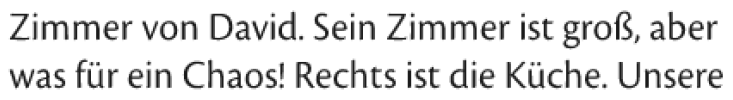 Zimmer von David. Sein Zimmer ist groß, aber
was für ein Chaos! Rechts ist die Küche. Unsere